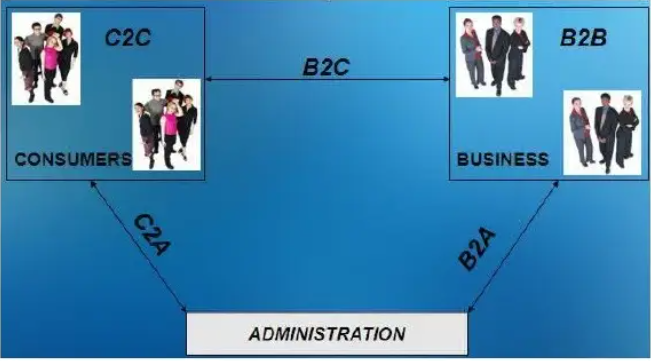 C2C
B2C
B2B
CONSUMERS
BUSINESS
C2A
B2A
ADMINISTRATION